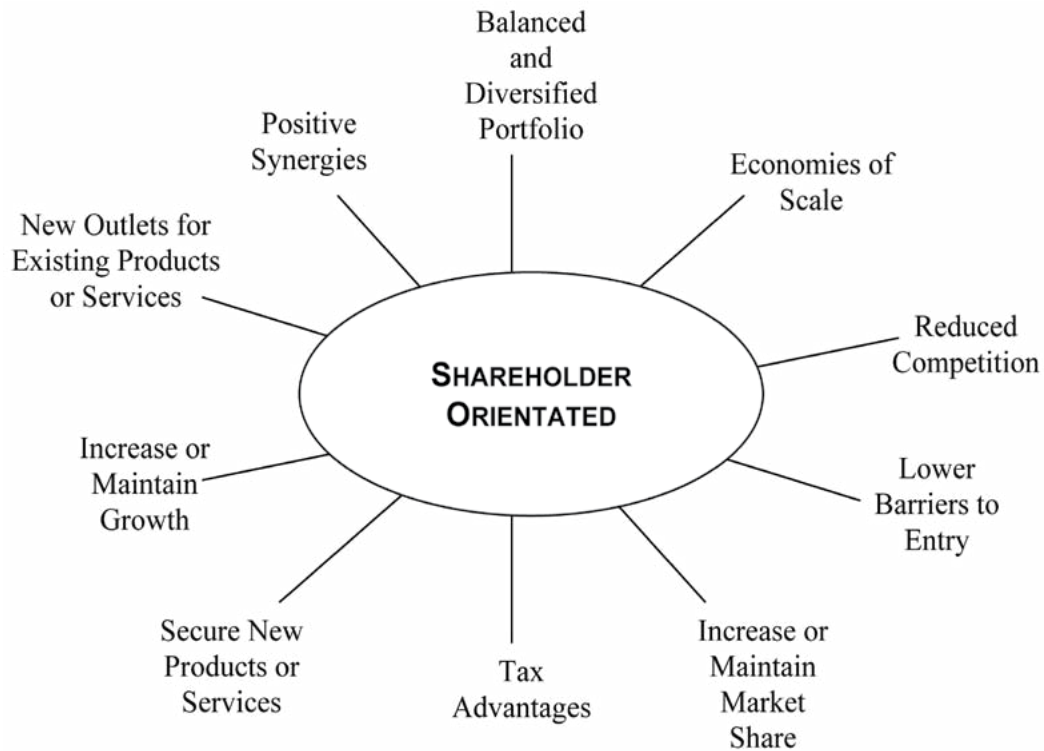 Balanced
and
Diversified
Portfolio
Positive
Synergies
Economies of
Scale
New Outlets for
Existing Products
or Services
Reduced
Competition
SHAREHOLDER
ORIENTATED
Increase or
Maintain
Growth
Lower
Barriers to
Entry
Secure New
Products or
Services
Tax
Advantages
Increase or
Maintain
Market
Share